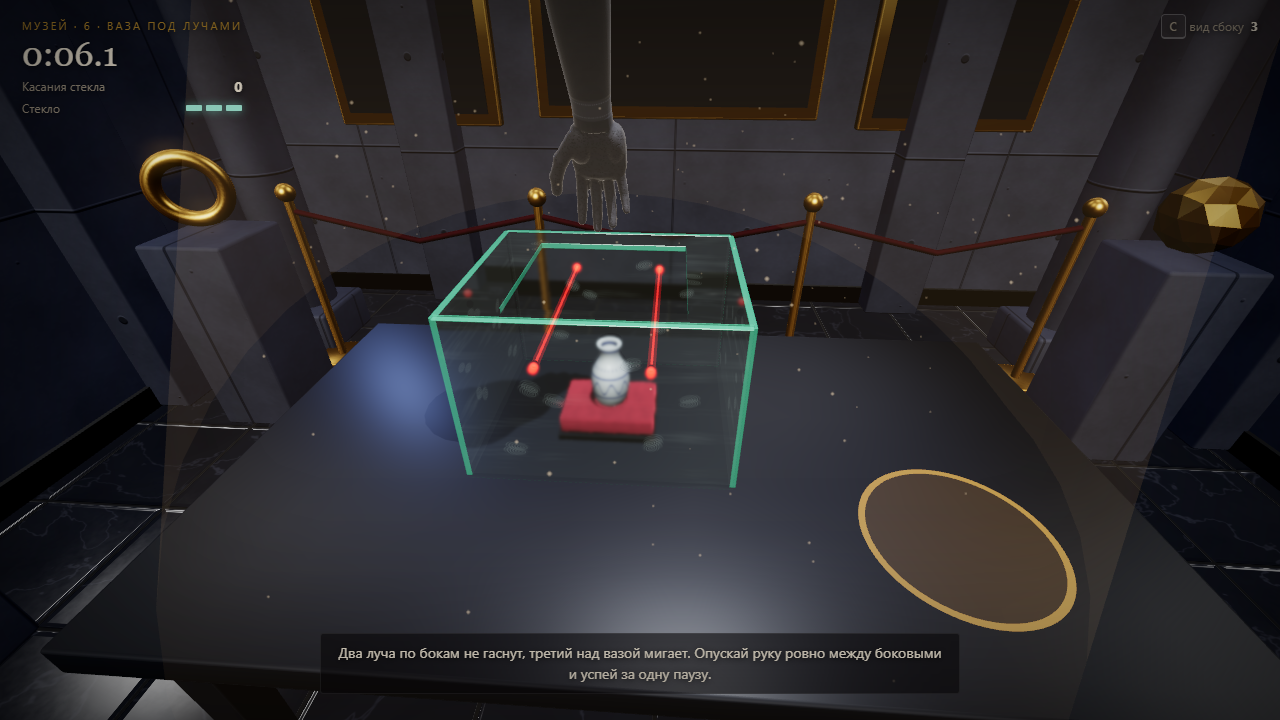 МУЗЕЙ · 6 · ВАЗА ПОД ЛУЧАМИ
0:06.1
Касания стекла 0
Стекло
C вид сбоку 3
Два луча по бокам не гаснут, третий над вазой мигает. Опускай руку ровно между боковыми
и успей за одну паузу.